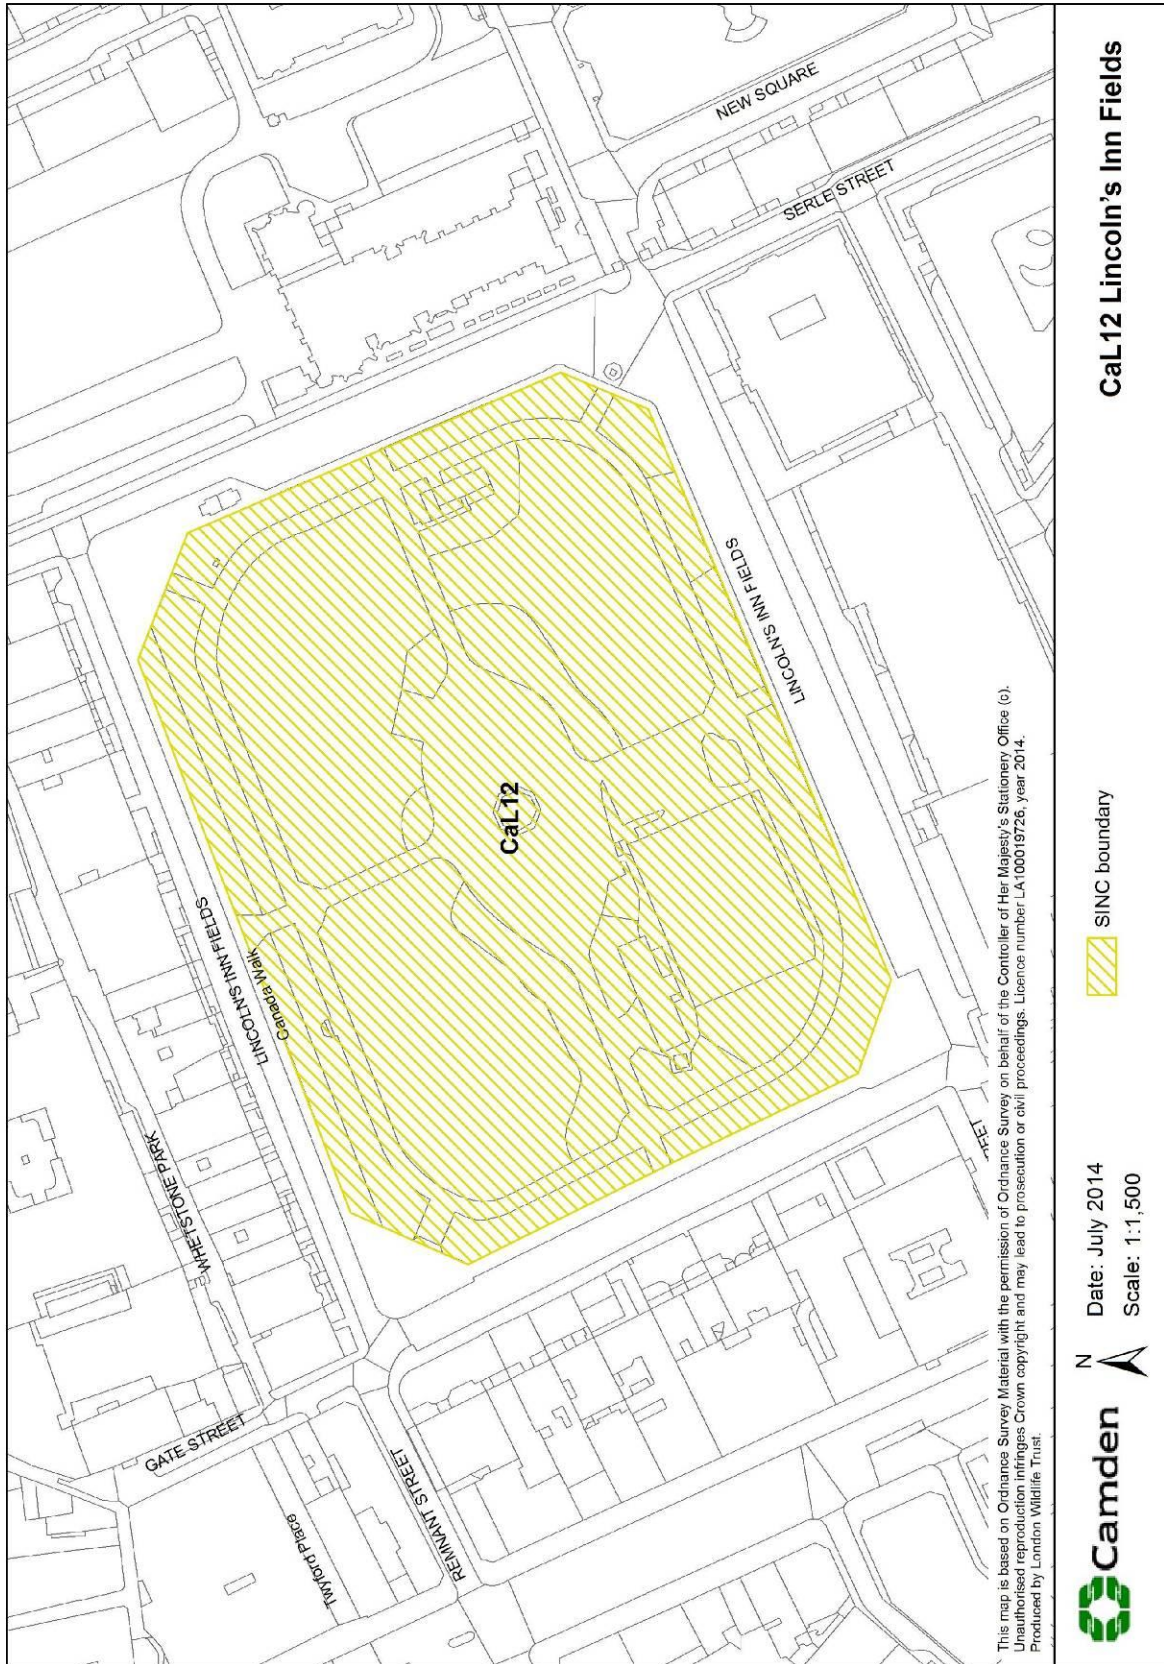 NEW SQUARE
SERLE STREET
LINCOLN'S INN FIELDS
CaL12
LINCOLN'S INN FIELDS
Canada Walk
WHETSTONE PARK
GATE STREET
Twyford Place
REMNANT STREET
REET
This map is based on Ordnance Survey Material with the permission of Ordnance Survey on behalf of the Controller of Her Majesty's Stationery Office (c).
Unauthorised reproduction infringes Crown copyright and may lead to prosecution or civil proceedings. Licence number LA100019726, year 2014.
Produced by London Wildlife Trust.
Camden
N
Date: July 2014
Scale: 1:1,500
SINC boundary
CaL12 Lincoln's Inn Fields